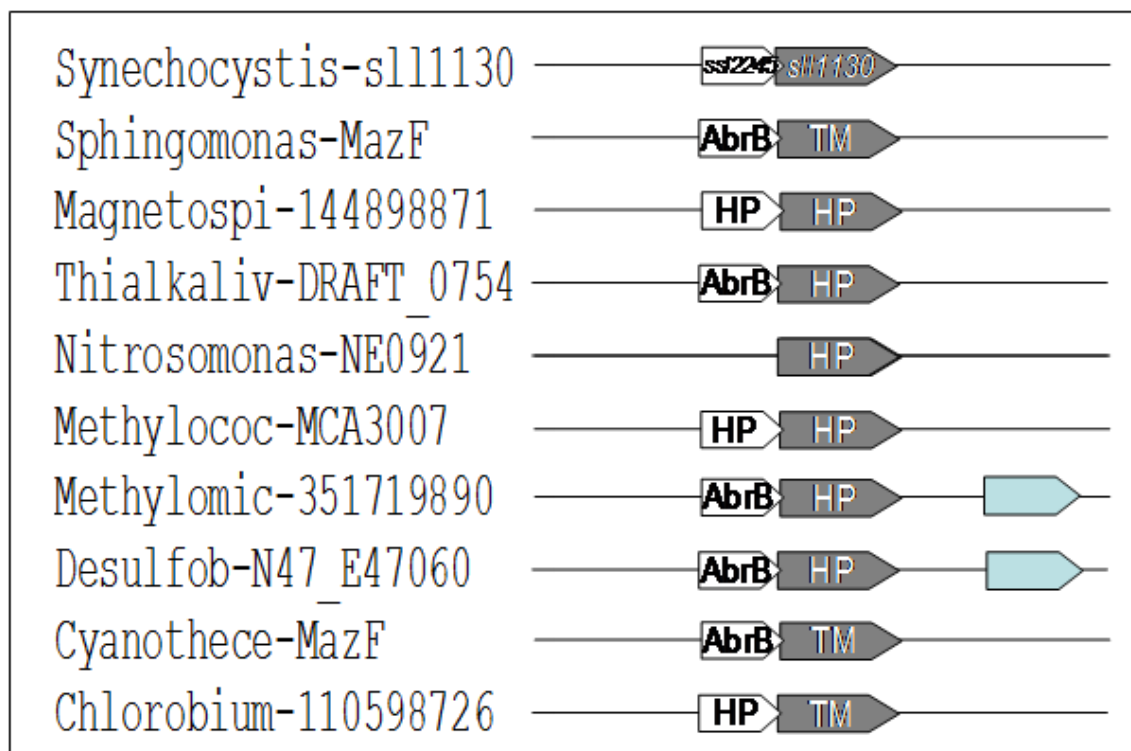 Synechocystis-sll1130 ssl2245 sll1130
Sphingomonas-MazF AbrB TM
Magnetospi-144898871 HP HP
Thialkaliv-DRAFT_0754 AbrB HP
Nitrosomonas-NE0921 HP
Methylococ-MCA3007 HP HP
Methylomic-351719890 AbrB HP
Desulfob-N47_E47060 AbrB HP
Cyanothece-MazF AbrB TM
Chlorobium-110598726 HP TM